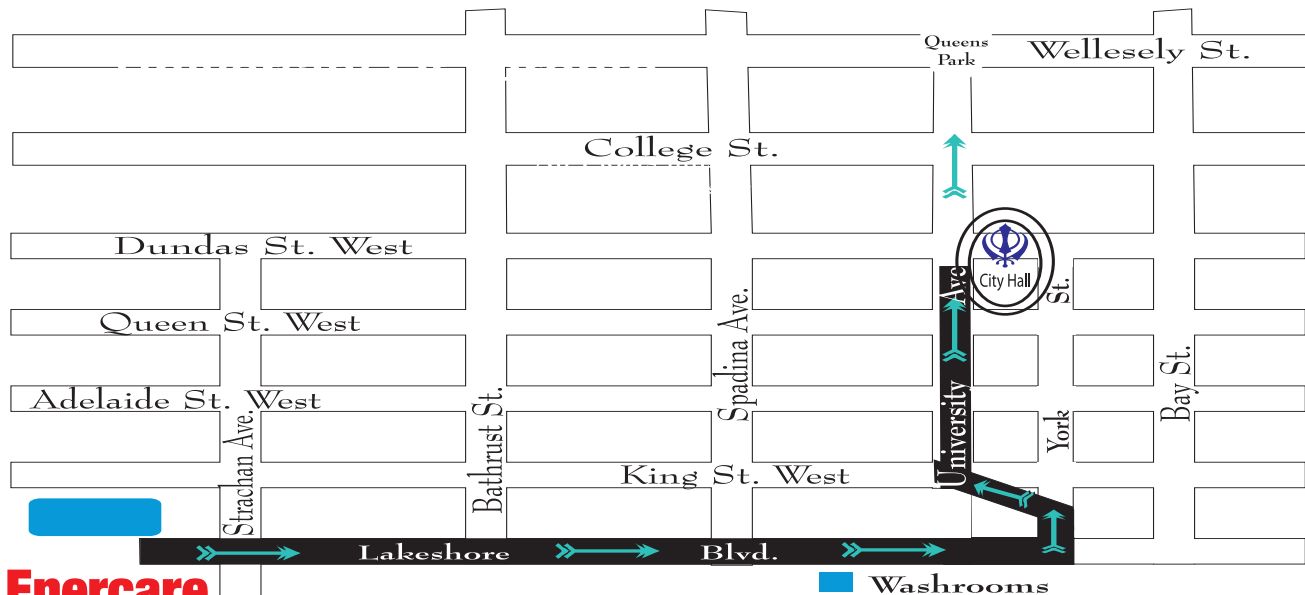 Queens
Park
Wellesely St.
College St.
Dundas St. West
City Hall
Queen St. West
Adelaide St. West
King St. West
Strachan Ave.
Bathrust St.
Spadina Ave.
University Ave
York St.
Bay St.
Lakeshore Blvd.
Enercare
Washrooms